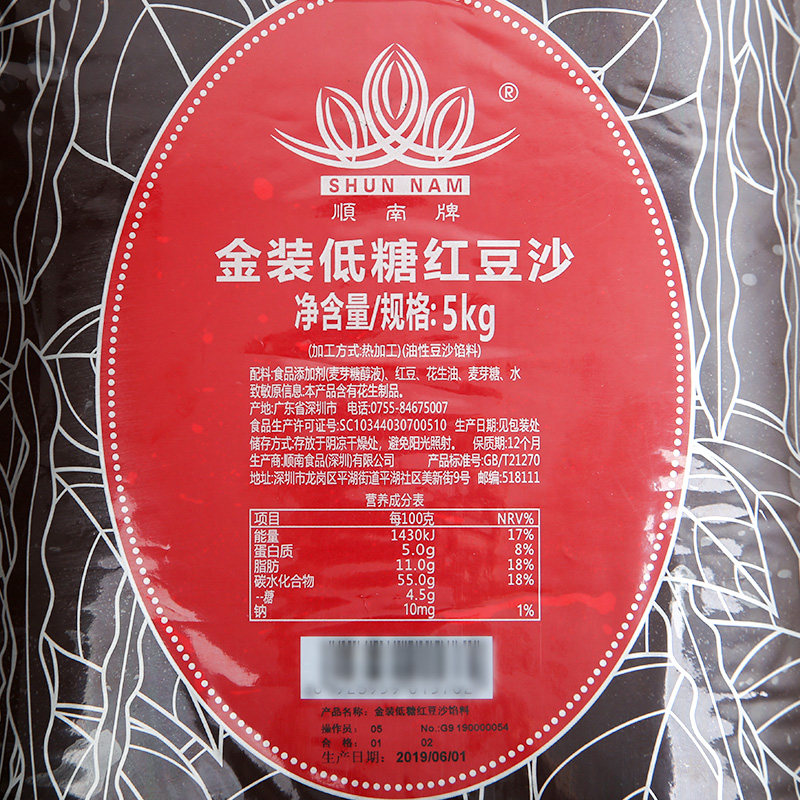 ®
SHUN NAM
順南牌
金装低糖红豆沙
净含量/规格:5kg
(加工方式:热加工)(油性豆沙馅料)
配料:食品添加剂(麦芽糖醇液)、红豆、花生油、麦芽糖、水
致敏原信息:本产品含有花生制品。
产地:广东省深圳市 电话:0755-84675007
食品生产许可证号:SC10344030700510 生产日期:见包装处
储存方式:存放于阴凉干燥处，避免阳光照射。 保质期:12个月
生产商:顺南食品(深圳)有限公司 产品标准号:GB/T21270
地址:深圳市龙岗区平湖街道平湖社区美新街9号 邮编:518111
营养成分表
项目 每100克 NRV%
能量 1430kJ 17%
蛋白质 5.0g 8%
脂肪 11.0g 18%
碳水化合物 55.0g 18%
--糖 4.5g
钠 10mg 1%
产品名称: 金装低糖红豆沙馅料
操作员: 05 No.:G9 190000054
合 格: 01 02
生产日期: 2019/06/01